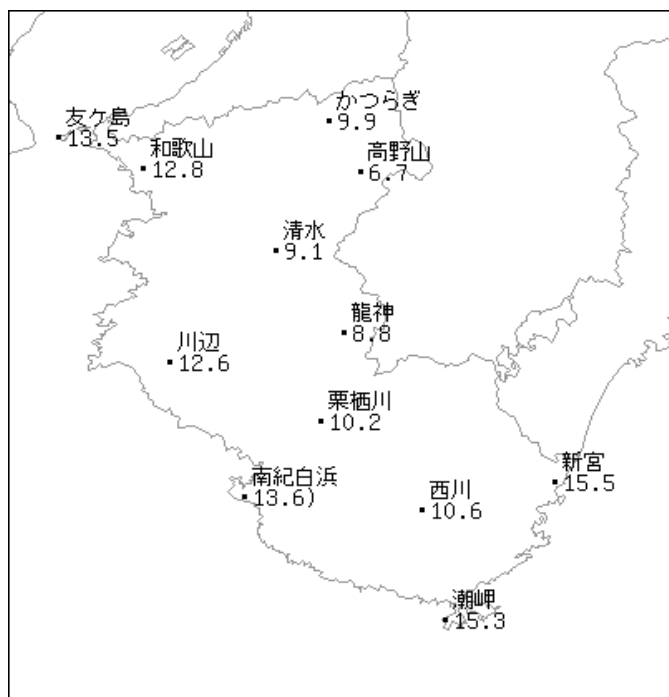 かつらぎ
9.9
友ケ島
13.5
和歌山
12.8
高野山
6.7
清水
9.1
龍神
8.8
川辺
12.6
栗栖川
10.2
新宮
15.5
南紀白浜
13.6)
西川
10.6
潮岬
15.3